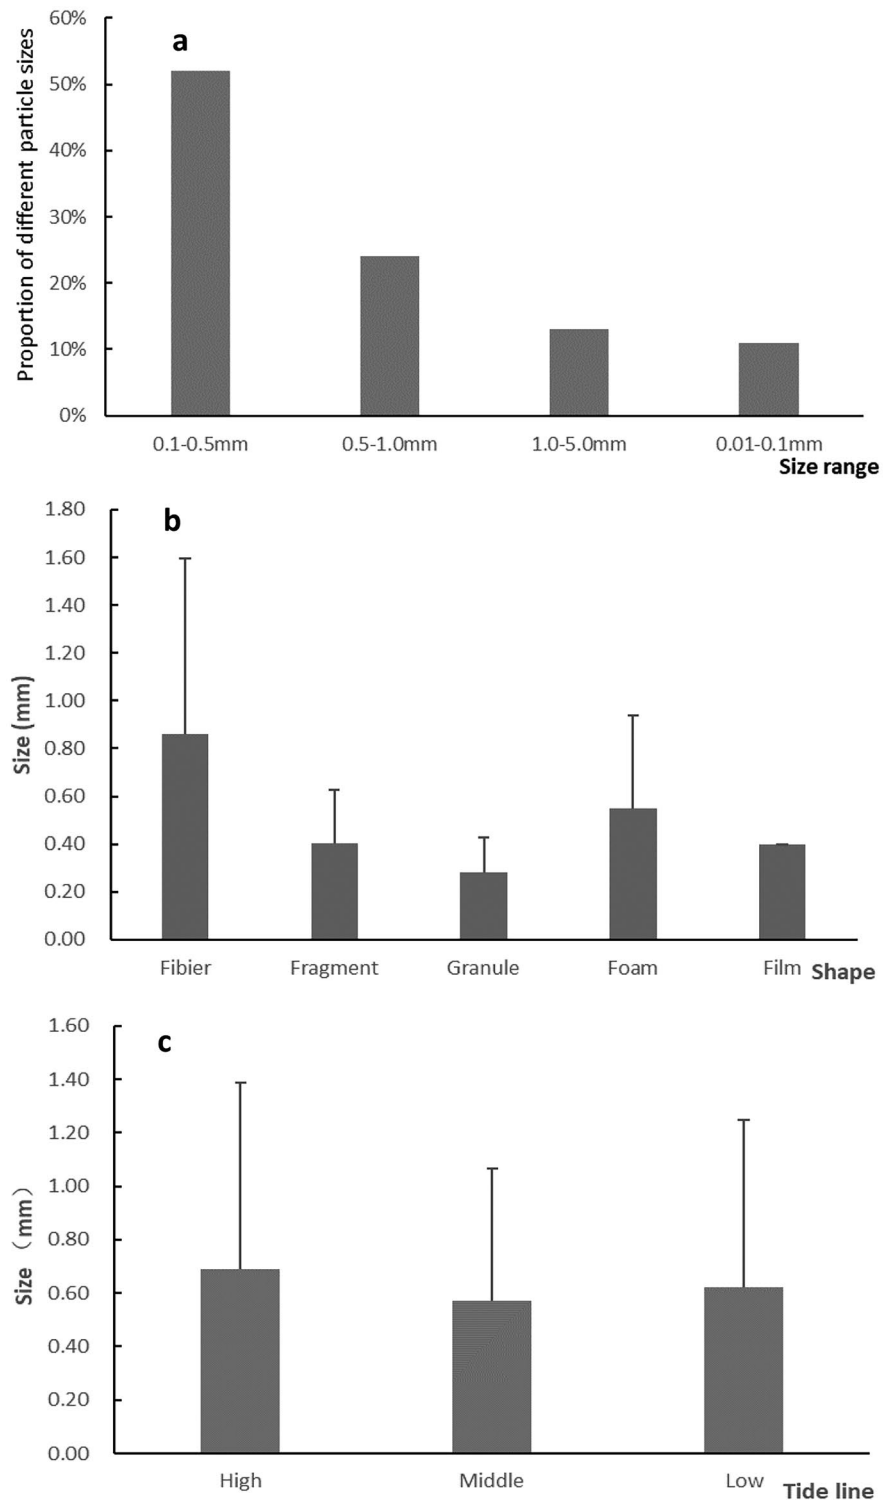 60%
a
50%
40%
30%
20%
10%
0%
Proportion of different particle sizes
0.1-0.5mm 0.5-1.0mm 1.0-5.0mm 0.01-0.1mm
Size range
1.80
b
1.60
1.40
1.20
1.00
0.80
0.60
0.40
0.20
0.00
Size (mm)
Fibier Fragment Granule Foam Film Shape
1.60
c
1.40
1.20
1.00
0.80
0.60
0.40
0.20
0.00
Size （mm）
High Middle Low
Tide line